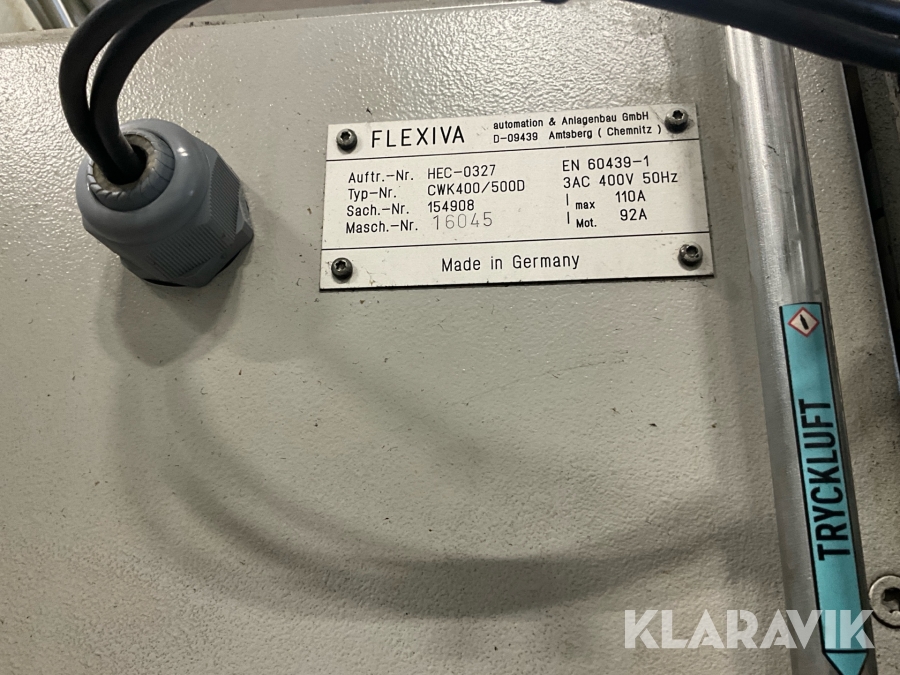 FLEXIVA
automation & Anlagenbau GmbH
D-09439 Amtsberg ( Chemnitz )
Auftr.-Nr. HEC-0327
Typ-Nr. CWK400/500D
Sach.-Nr. 154908
Masch.-Nr. 16045
EN 60439-1
3AC 400V 50Hz
I max 110A
I Mot. 92A
Made in Germany
TRYCKLUFT
KLARAVIK